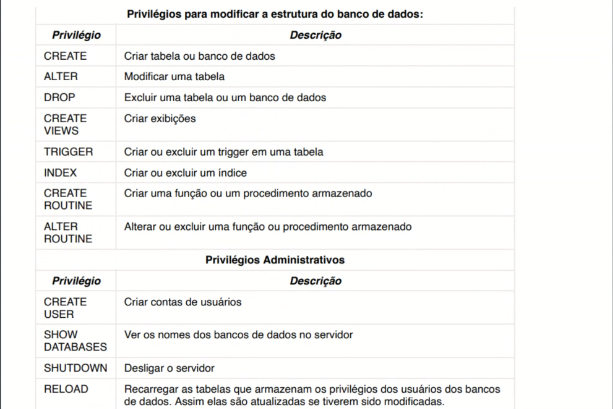 Privilégios para modificar a estrutura do banco de dados:
Privilégio Descrição
CREATE Criar tabela ou banco de dados
ALTER Modificar uma tabela
DROP Excluir uma tabela ou um banco de dados
CREATE Criar exibições
VIEWS
TRIGGER Criar ou excluir um trigger em uma tabela
INDEX Criar ou excluir um índice
CREATE Criar uma função ou um procedimento armazenado
ROUTINE
ALTER Alterar ou excluir uma função ou procedimento armazenado
ROUTINE
Privilégios Administrativos
Privilégio Descrição
CREATE Criar contas de usuários
USER
SHOW Ver os nomes dos bancos de dados no servidor
DATABASES
SHUTDOWN Desligar o servidor
RELOAD Recarregar as tabelas que armazenam os privilégios dos usuários dos bancos
de dados. Assim elas são atualizadas se tiverem sido modificadas.